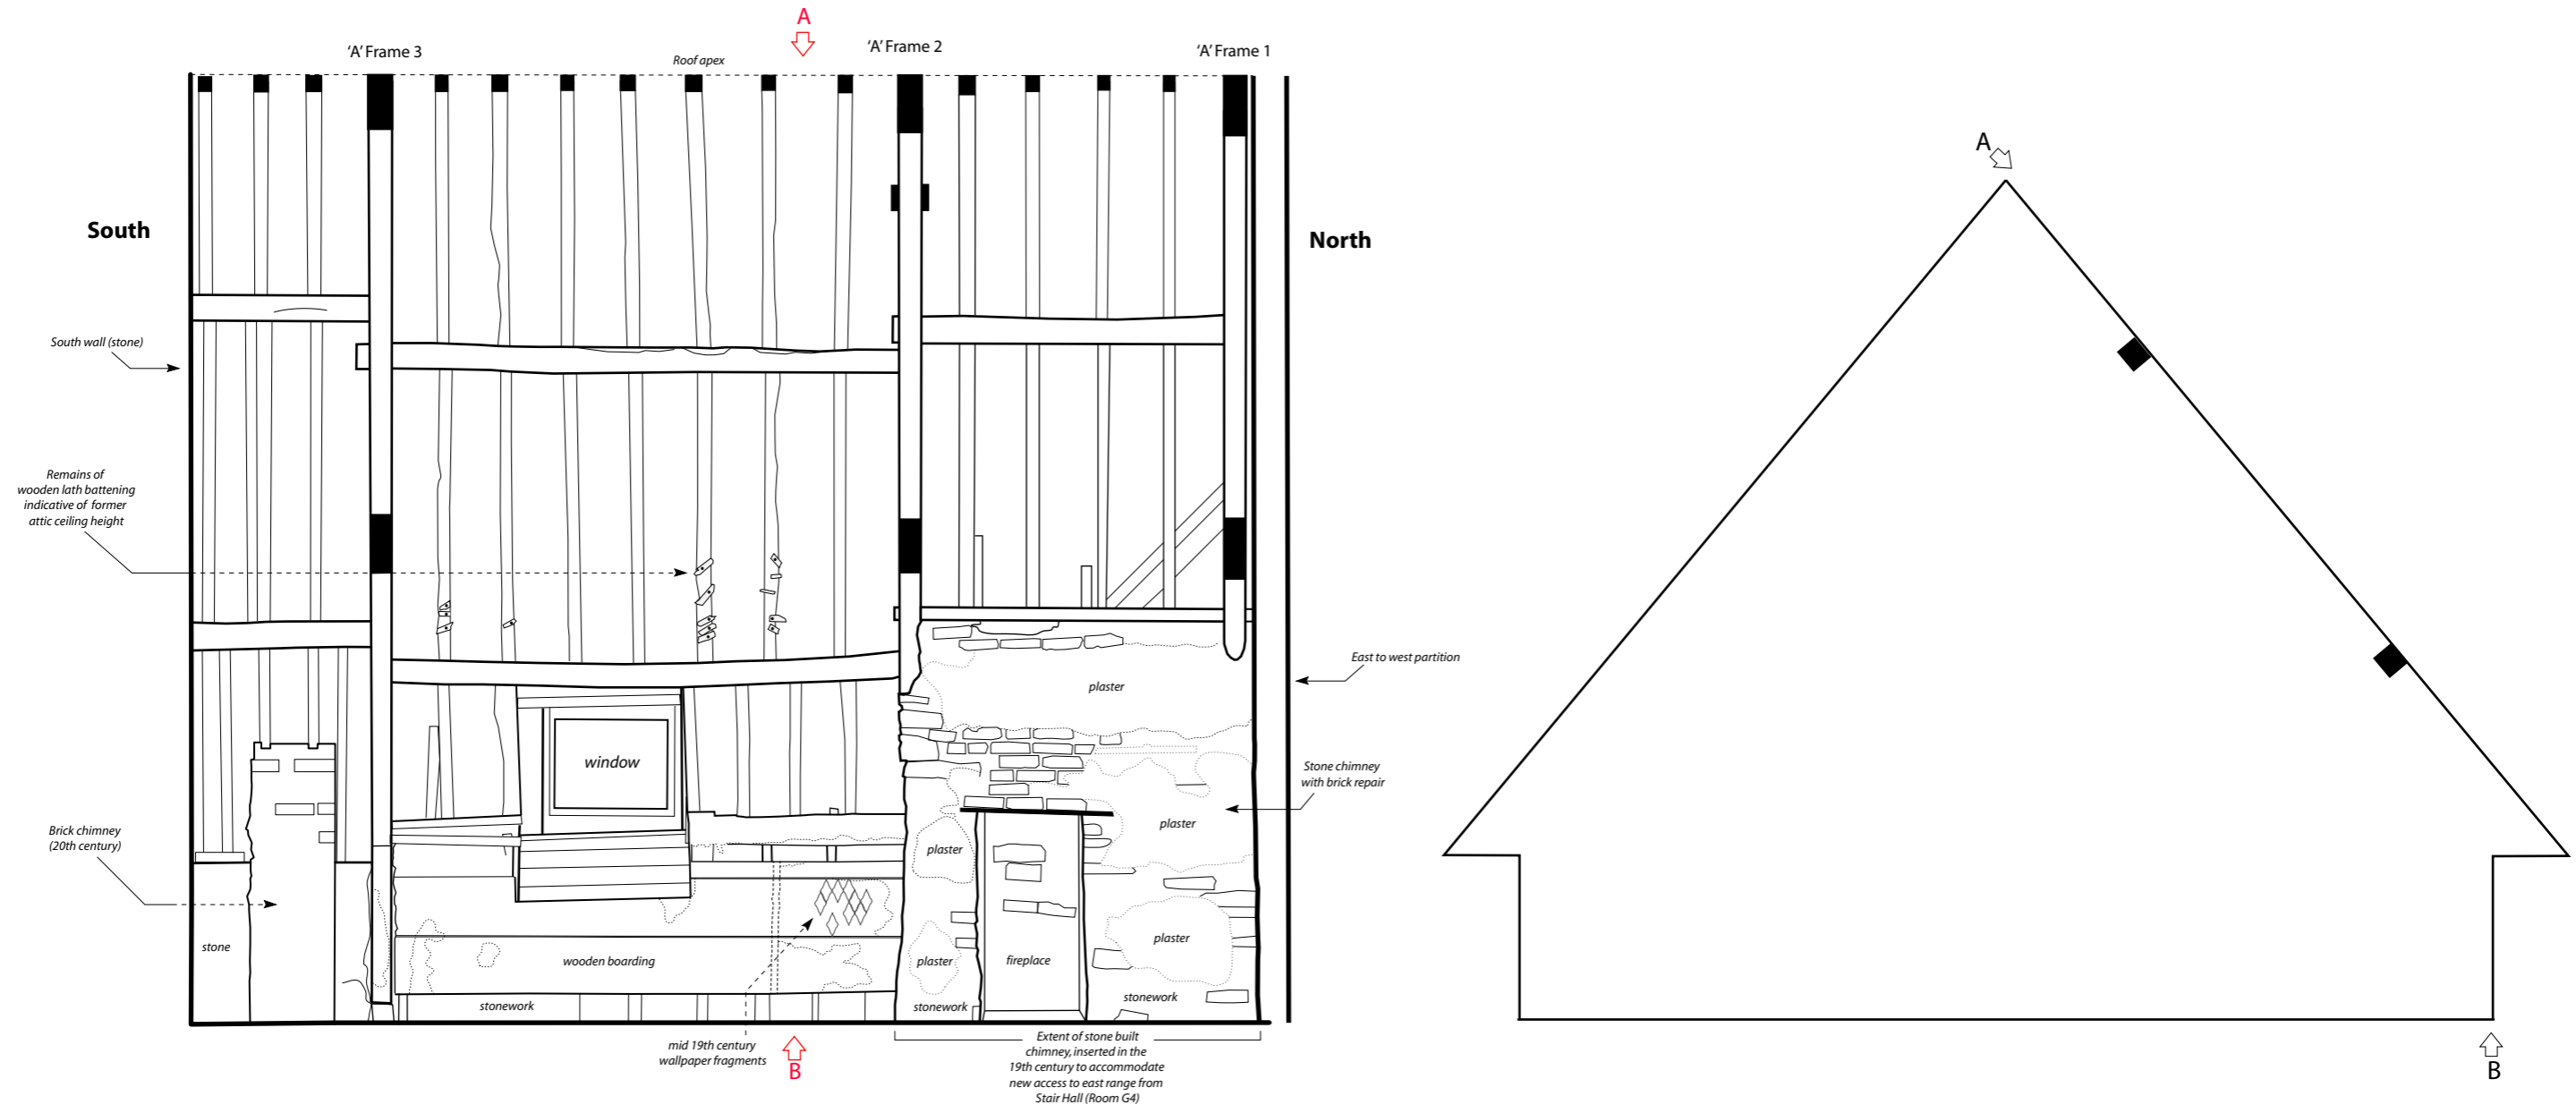 A
'A' Frame 3
Roof apex
'A' Frame 2
'A' Frame 1
A
South
North
South wall (stone)
Remains of
wooden lath battening
indicative of former
attic ceiling height
East to west partition
plaster
window
Stone chimney
with brick repair
plaster
Brick chimney
(20th century)
plaster
stone
wooden boarding
plaster
fireplace
plaster
stonework
stonework
stonework
mid 19th century
wallpaper fragments
B
Extent of stone built
chimney, inserted in the
19th century to accommodate
new access to east range from
Stair Hall (Room G4)
B